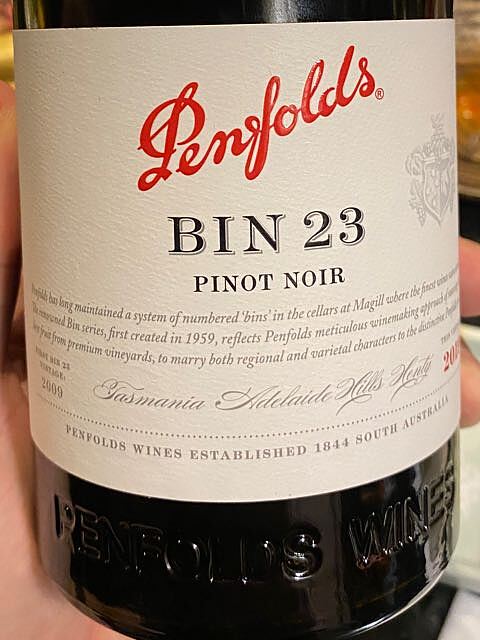 Penfolds®
BIN 23
PINOT NOIR
Penfolds has long maintained a system of numbered 'bins' in the cellars at Magill where the finest wines
The renowned Bin series, first created in 1959, reflects Penfolds meticulous winemaking approach of
fruit from premium vineyards, to marry both regional and varietal characters to the distinctive
BIN 23
VINTAGE:
2009
Tasmania Adelaide Hills Henty
PENFOLDS WINES ESTABLISHED 1844 SOUTH AUSTRALIA
PENFOLDS WINES